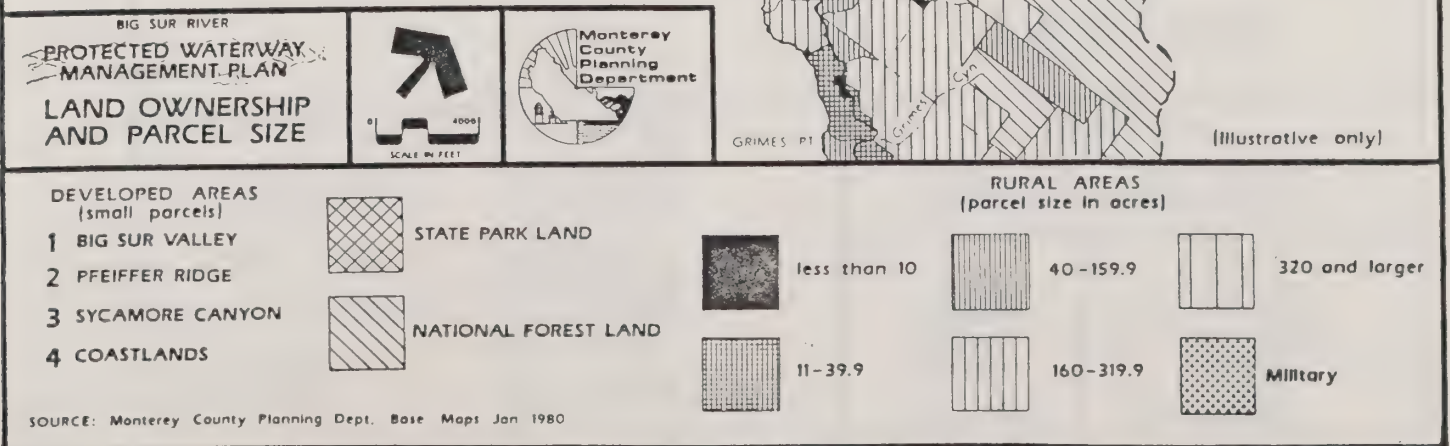 BIG SUR RIVER
PROTECTED WATERWAY
MANAGEMENT PLAN
LAND OWNERSHIP
AND PARCEL SIZE
0 4000
SCALE IN FEET
Monterey
County
Planning
Department
GRIMES PT
Grimes Cyn
(Illustrative only)
DEVELOPED AREAS
(small parcels)
1 BIG SUR VALLEY
2 PFEIFFER RIDGE
3 SYCAMORE CANYON
4 COASTLANDS
STATE PARK LAND
NATIONAL FOREST LAND
RURAL AREAS
(parcel size in acres)
less than 10
11-39.9
40-159.9
160-319.9
320 and larger
Military
SOURCE: Monterey County Planning Dept. Base Maps Jan 1980